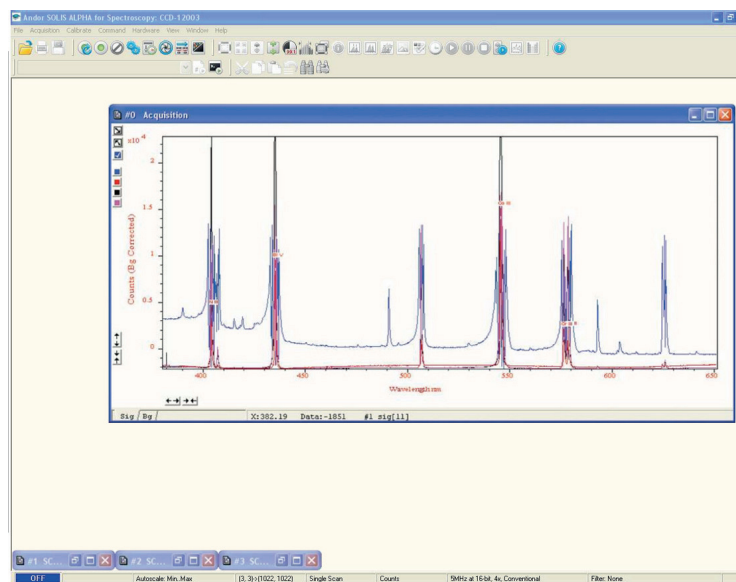 Andor SOLIS ALPHA for Spectroscopy: CCD-12003
File Acquisition Calibrate Command Hardware View Window Help
#0 Acquisition
x10^4
2
1.5
1
0.5
0
Counts (Bg Corrected)
400 450 500 550 600 650
Wavelength nm
Sig Bg X:382.19 Data:-1851 #1 sig[11]
#1 SC... #2 SC... #3 SC...
OFF Autoscale: Min..Max (3, 3)>(1022, 1022) Single Scan Counts 5MHz at 16-bit, 4x, Conventional Filter: None